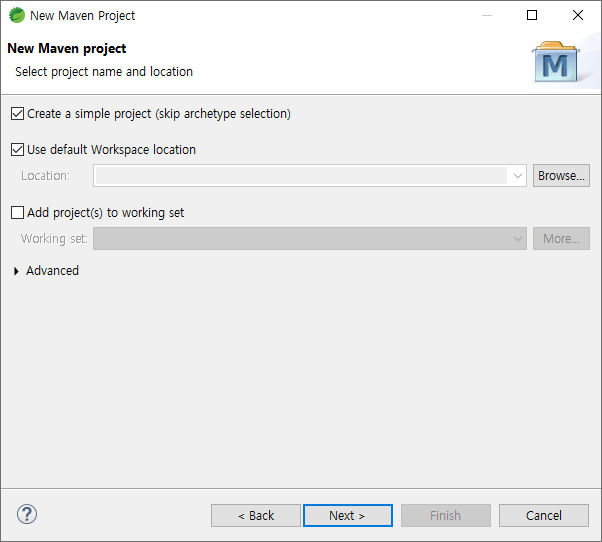 New Maven Project
New Maven project
Select project name and location
M
Create a simple project (skip archetype selection)
Use default Workspace location
Location:
Browse...
Add project(s) to working set
Working set:
More...
Advanced
?
< Back
Next >
Finish
Cancel